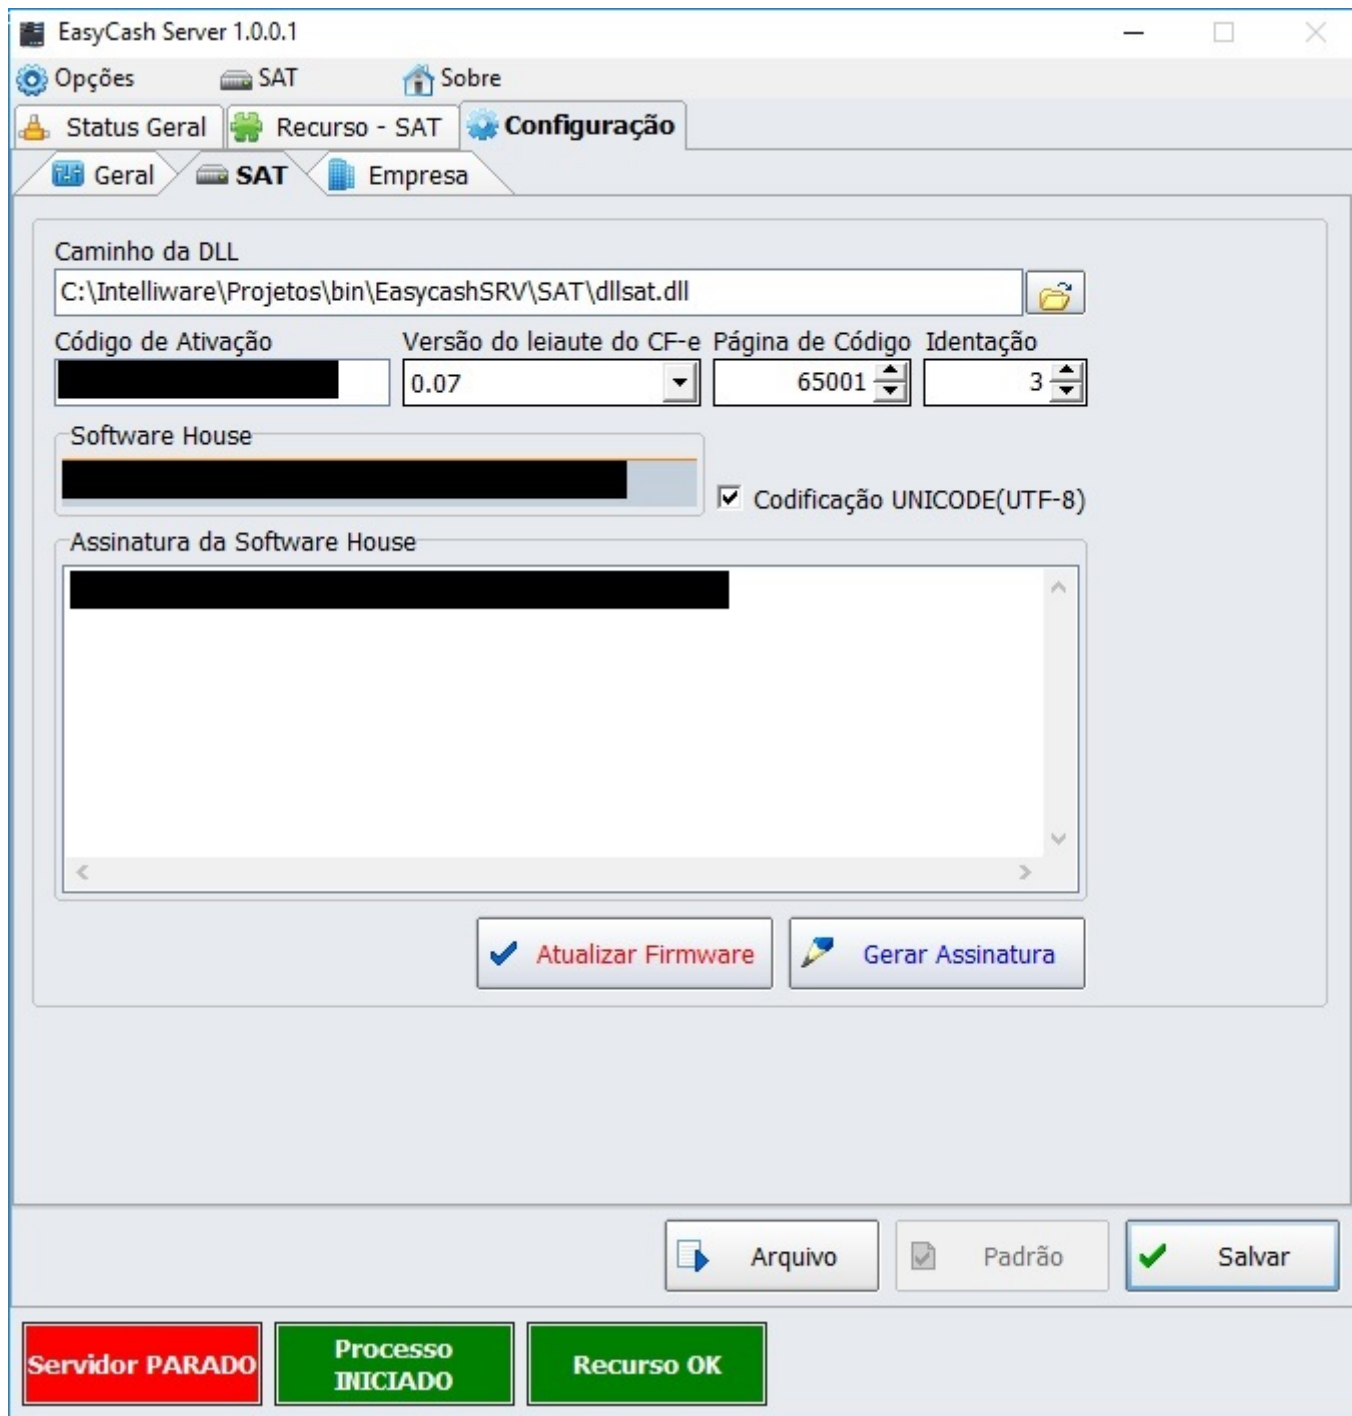 EasyCash Server 1.0.0.1
Opções SAT Sobre
Status Geral Recurso - SAT Configuração
Geral SAT Empresa
Caminho da DLL
C:\Intelliware\Projetos\bin\EasycashSRV\SAT\dllsat.dll
Código de Ativação Versão do leiaute do CF-e Página de Código Identação
0.07 65001 3
Software House
Codificação UNICODE(UTF-8)
Assinatura da Software House
Atualizar Firmware Gerar Assinatura
Arquivo Padrão Salvar
Servidor PARADO Processo INICIADO Recurso OK